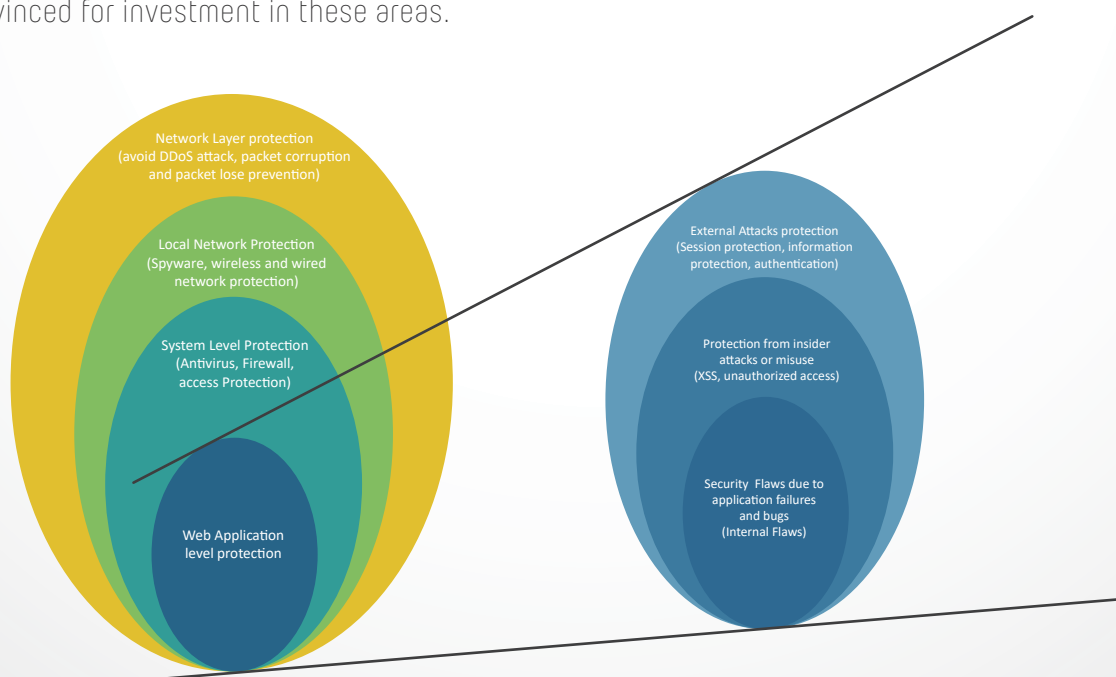 vinced for investment in these areas.
Network Layer protection
(avoid DDoS attack, packet corruption
and packet lose prevention)
Local Network Protection
(Spyware, wireless and wired
network protection)
System Level Protection
(Antivirus, Firewall,
access Protection)
Web Application
level protection
External Attacks protection
(Session protection, information
protection, authentication)
Protection from insider
attacks or misuse
(XSS, unauthorized access)
Security Flaws due to
application failures
and bugs
(Internal Flaws)